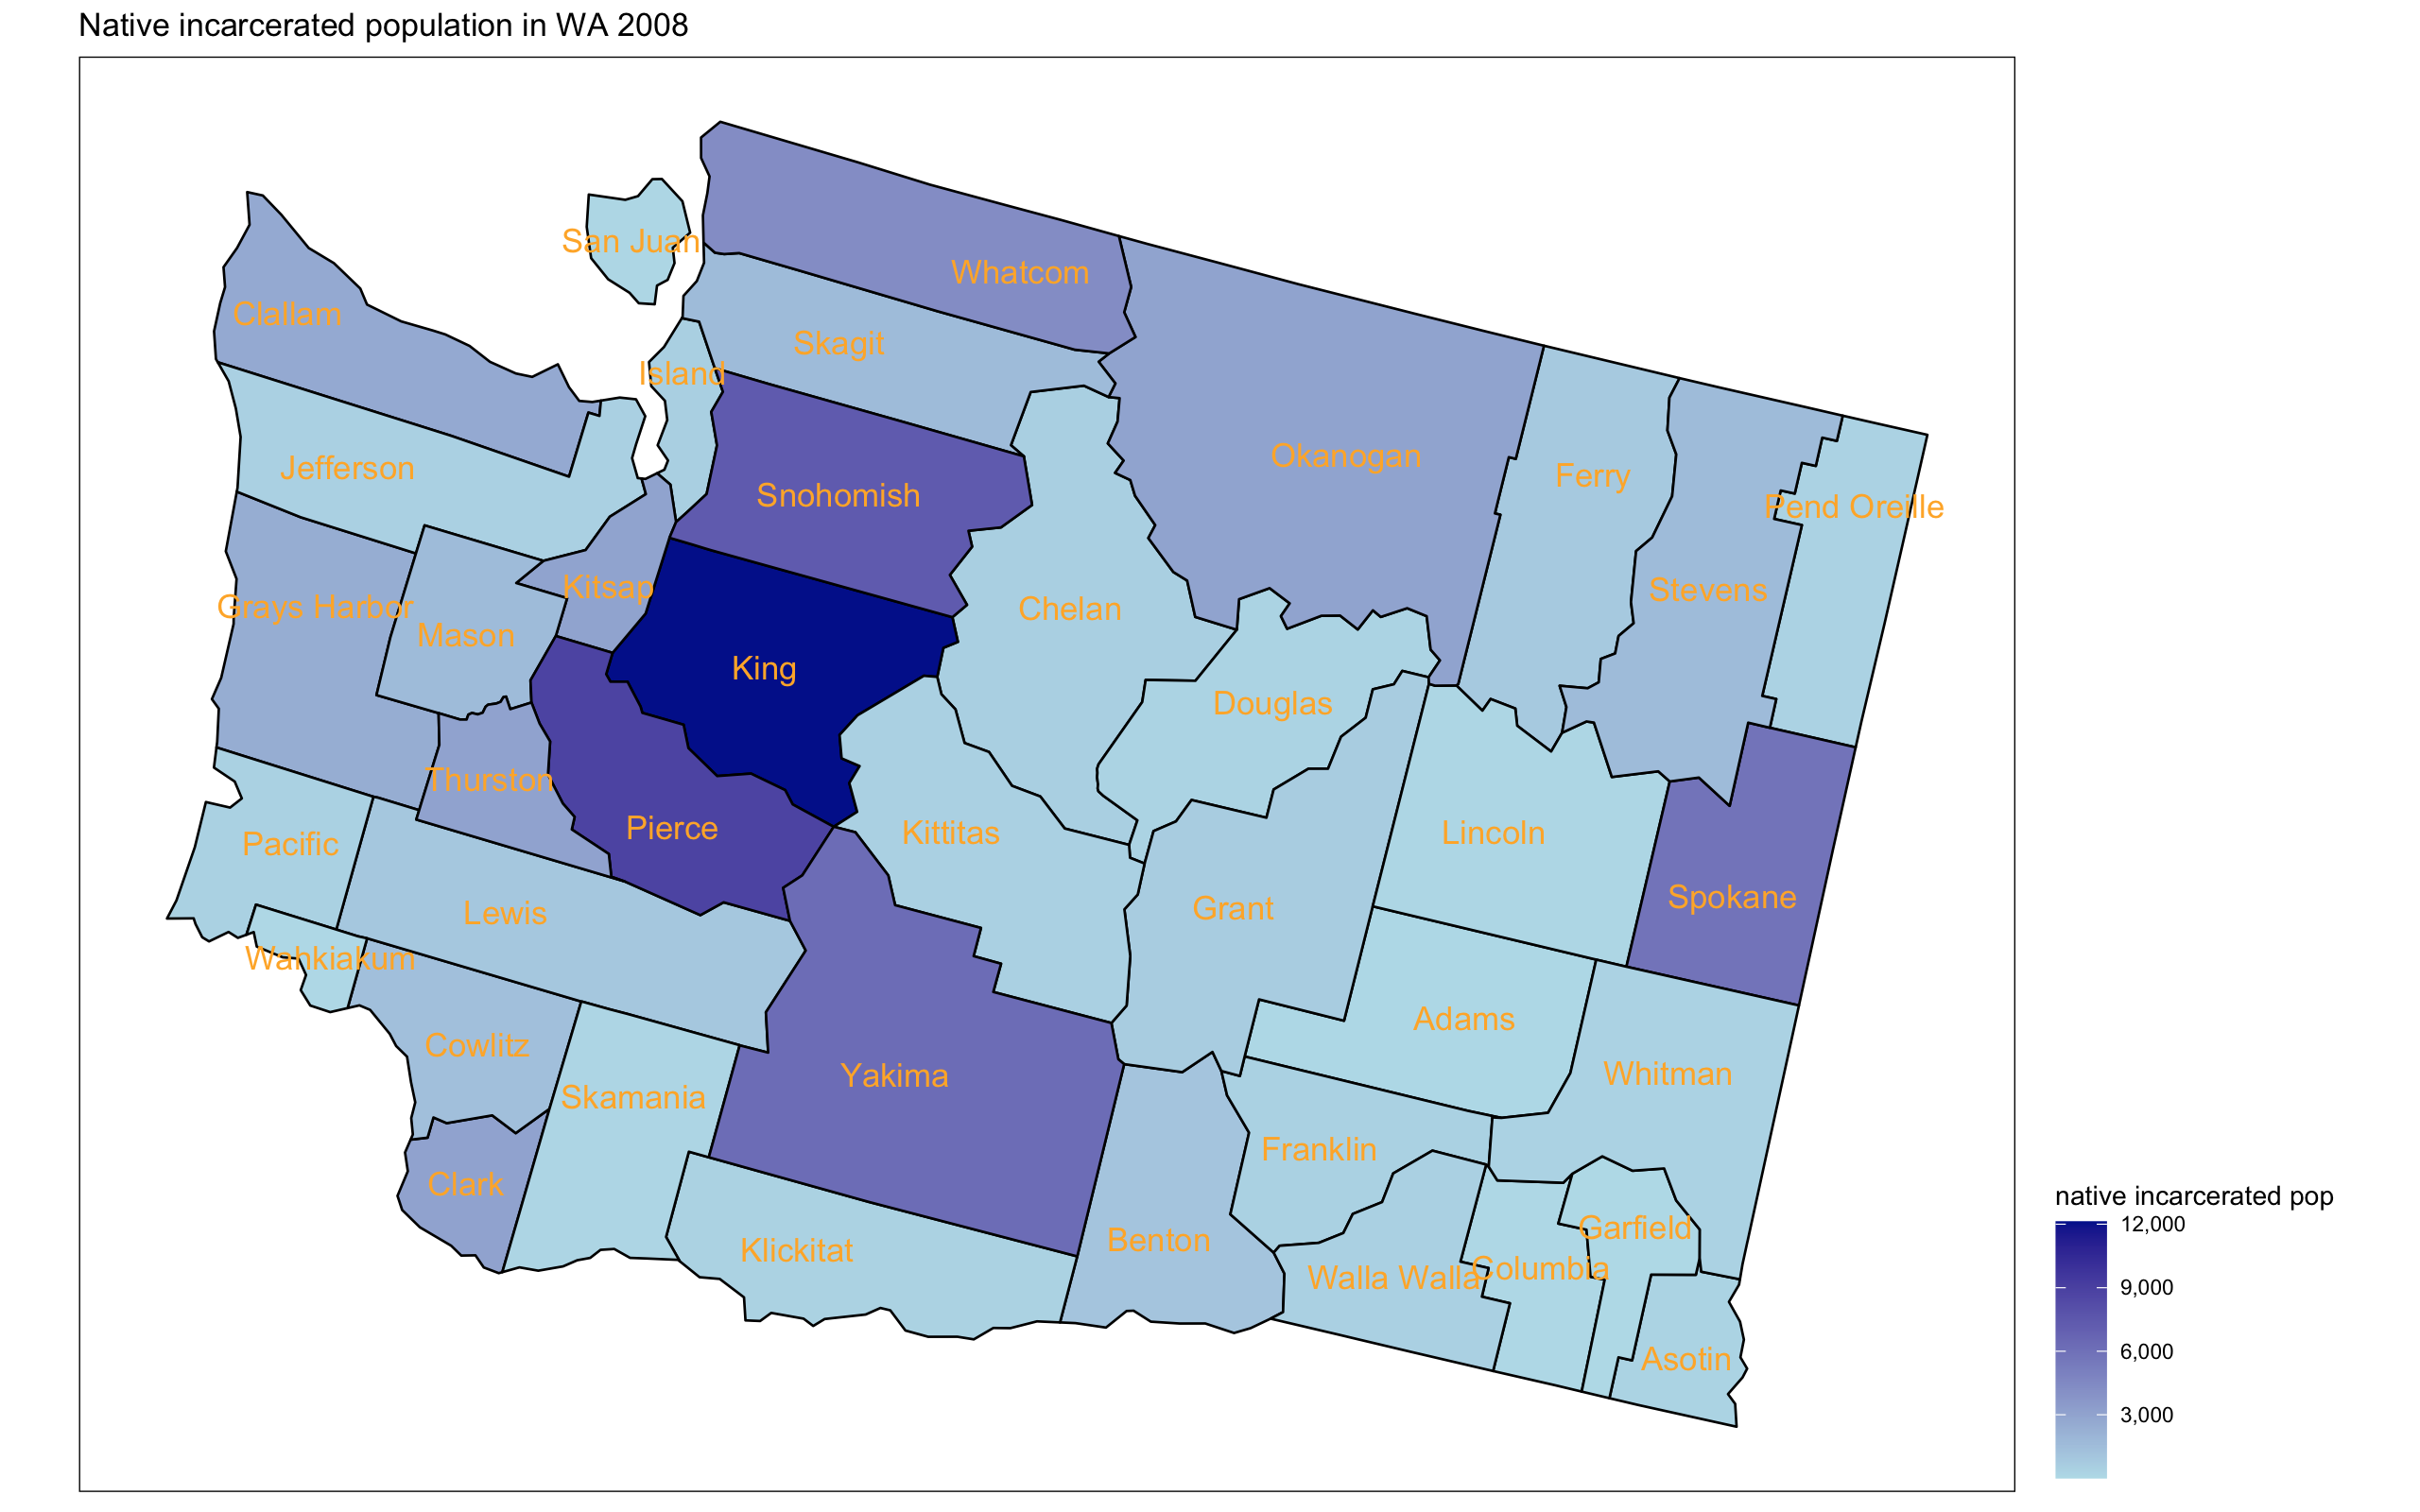 Native incarcerated population in WA 2008
San Juan
Whatcom
Clallam
Skagit
Island
Okanogan
Jefferson
Ferry
Snohomish
Pend Oreille
Kitsap
Stevens
Grays Harbor
Chelan
Mason
King
Douglas
Thurston
Pierce
Kittitas
Lincoln
Pacific
Spokane
Grant
Lewis
Wahkiakum
Adams
Cowlitz
Whitman
Yakima
Skamania
Franklin
Clark
Garfield
Benton
Klickitat
Columbia
Walla Walla
Asotin
native incarcerated pop
12,000
9,000
6,000
3,000